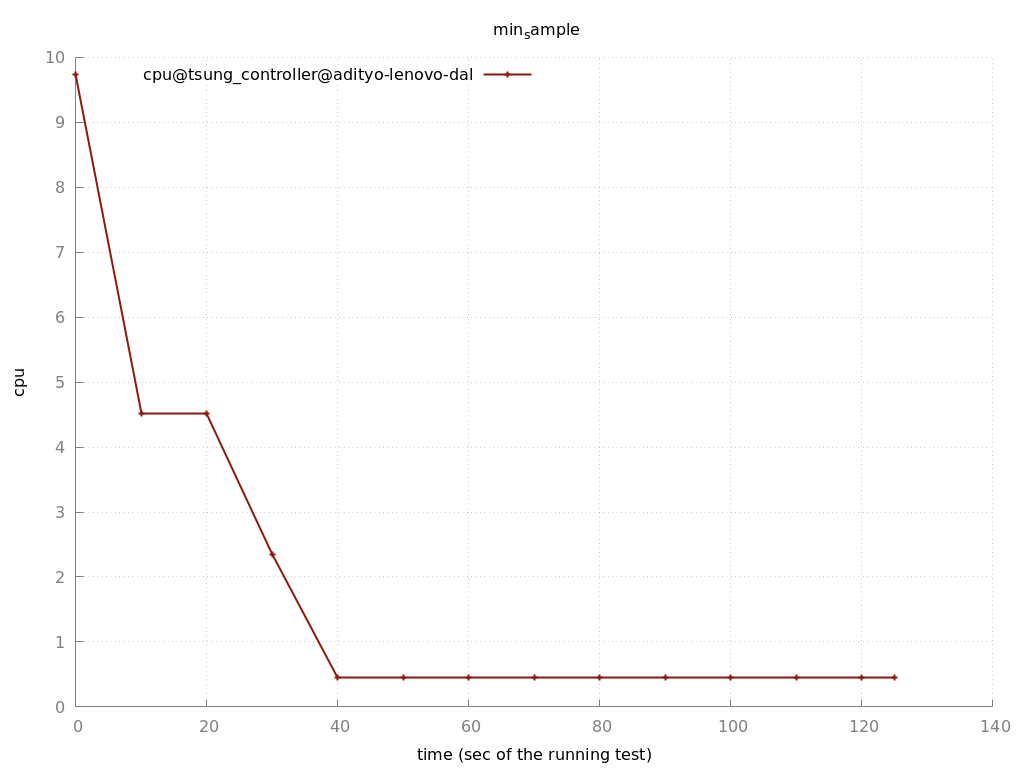 min_sample
cpu@tsung_controller@adityo-lenovo-dal
10
9
8
7
6
5
4
3
2
1
0
cpu
0 20 40 60 80 100 120 140
time (sec of the running test)